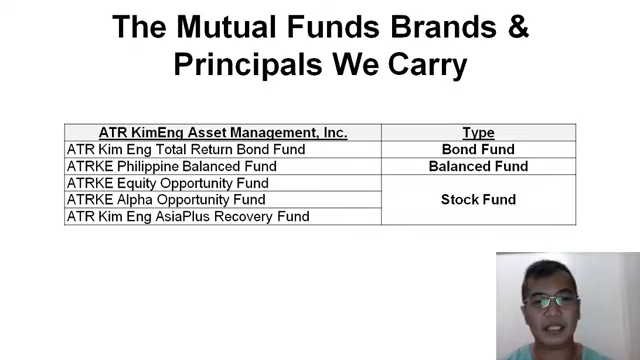 The Mutual Funds Brands &
Principals We Carry
ATR KimEng Asset Management, Inc. Type
ATR Kim Eng Total Return Bond Fund Bond Fund
ATRKE Philippine Balanced Fund Balanced Fund
ATRKE Equity Opportunity Fund
ATRKE Alpha Opportunity Fund Stock Fund
ATR Kim Eng AsiaPlus Recovery Fund